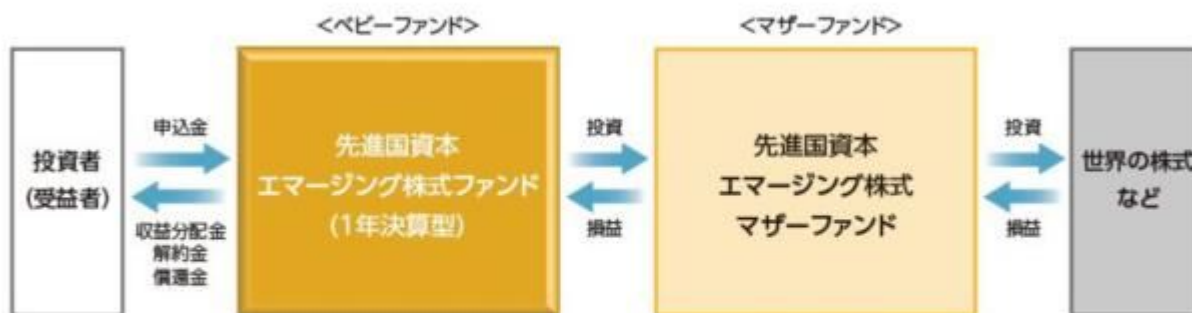 <ベビーファンド>
<マザーファンド>
投資者
(受益者)
申込金
収益分配金
解約金
償還金
先進国資本
エマージング株式ファンド
(1年決算型)
投資
損益
先進国資本
エマージング株式
マザーファンド
投資
損益
世界の株式
など